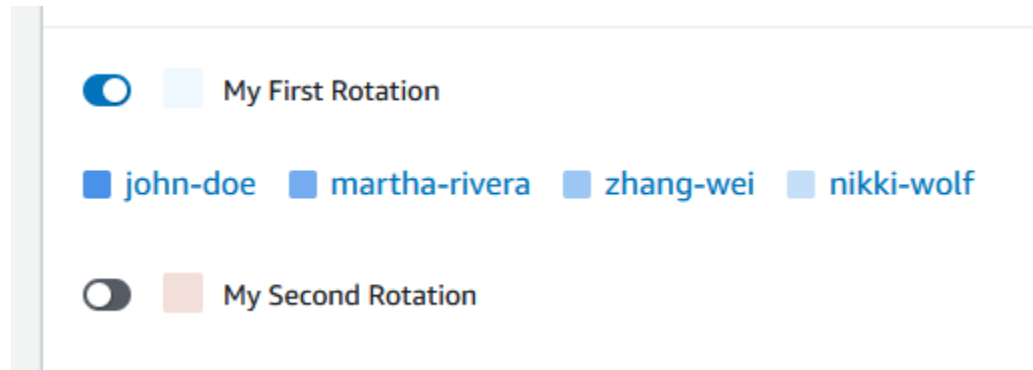 My First Rotation
john-doe martha-rivera zhang-wei nikki-wolf
My Second Rotation